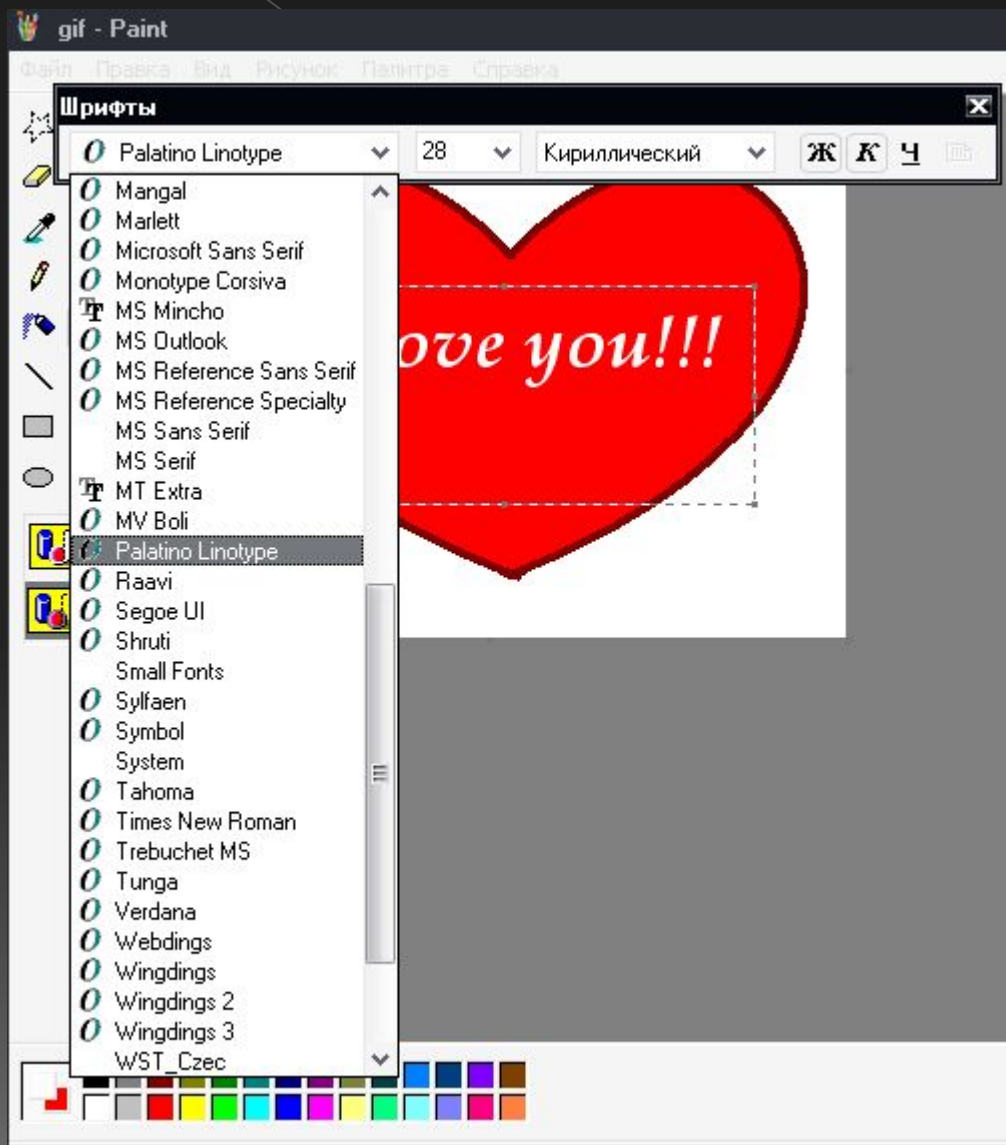 gif - Paint
Файл Правка Вид Рисунок Палитра Справка
Шрифты
Palatino Linotype 28 Кириллический Ж К Ч
Mangal
Marlett
Microsoft Sans Serif
Monotype Corsiva
MS Mincho
MS Outlook
MS Reference Sans Serif
MS Reference Specialty
MS Sans Serif
MS Serif
MT Extra
MV Boli
Palatino Linotype
Raavi
Segoe UI
Shruti
Small Fonts
Sylfaen
Symbol
System
Tahoma
Times New Roman
Trebuchet MS
Tunga
Verdana
Webdings
Wingdings
Wingdings 2
Wingdings 3
WST_Czec
ove you!!!